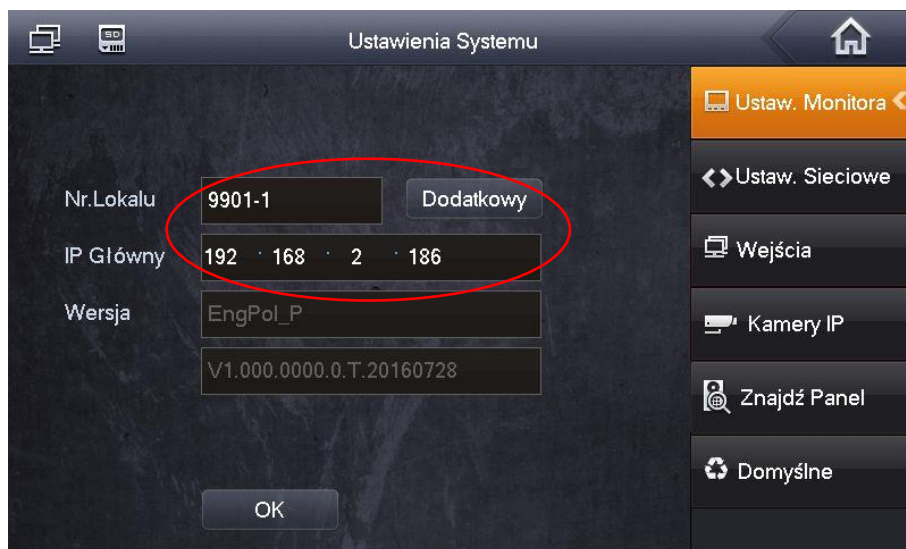 SD
Ustawienia Systemu
Ustaw. Monitora
Ustaw. Sieciowe
Wejścia
Kamery IP
Znajdź Panel
Domyślne
Nr.Lokalu
9901-1
Dodatkowy
IP Główny
192 . 168 . 2 . 186
Wersja
EngPol_P
V1.000.0000.0.T.20160728
OK